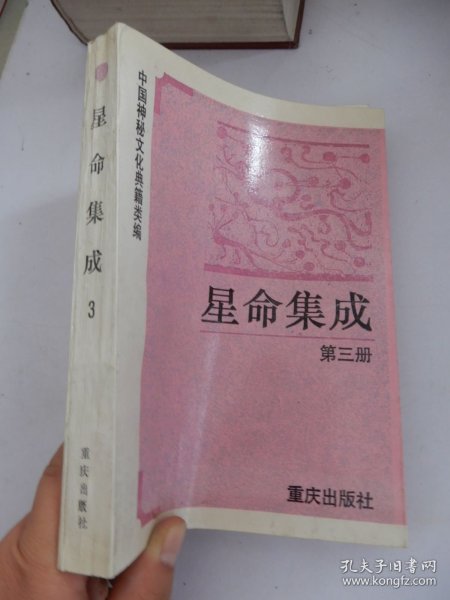 星命集成
3
重庆出版社
中国神秘文化典籍类编
星命集成
第三册
重庆出版社
孔夫子旧书网
www.kongfz.com